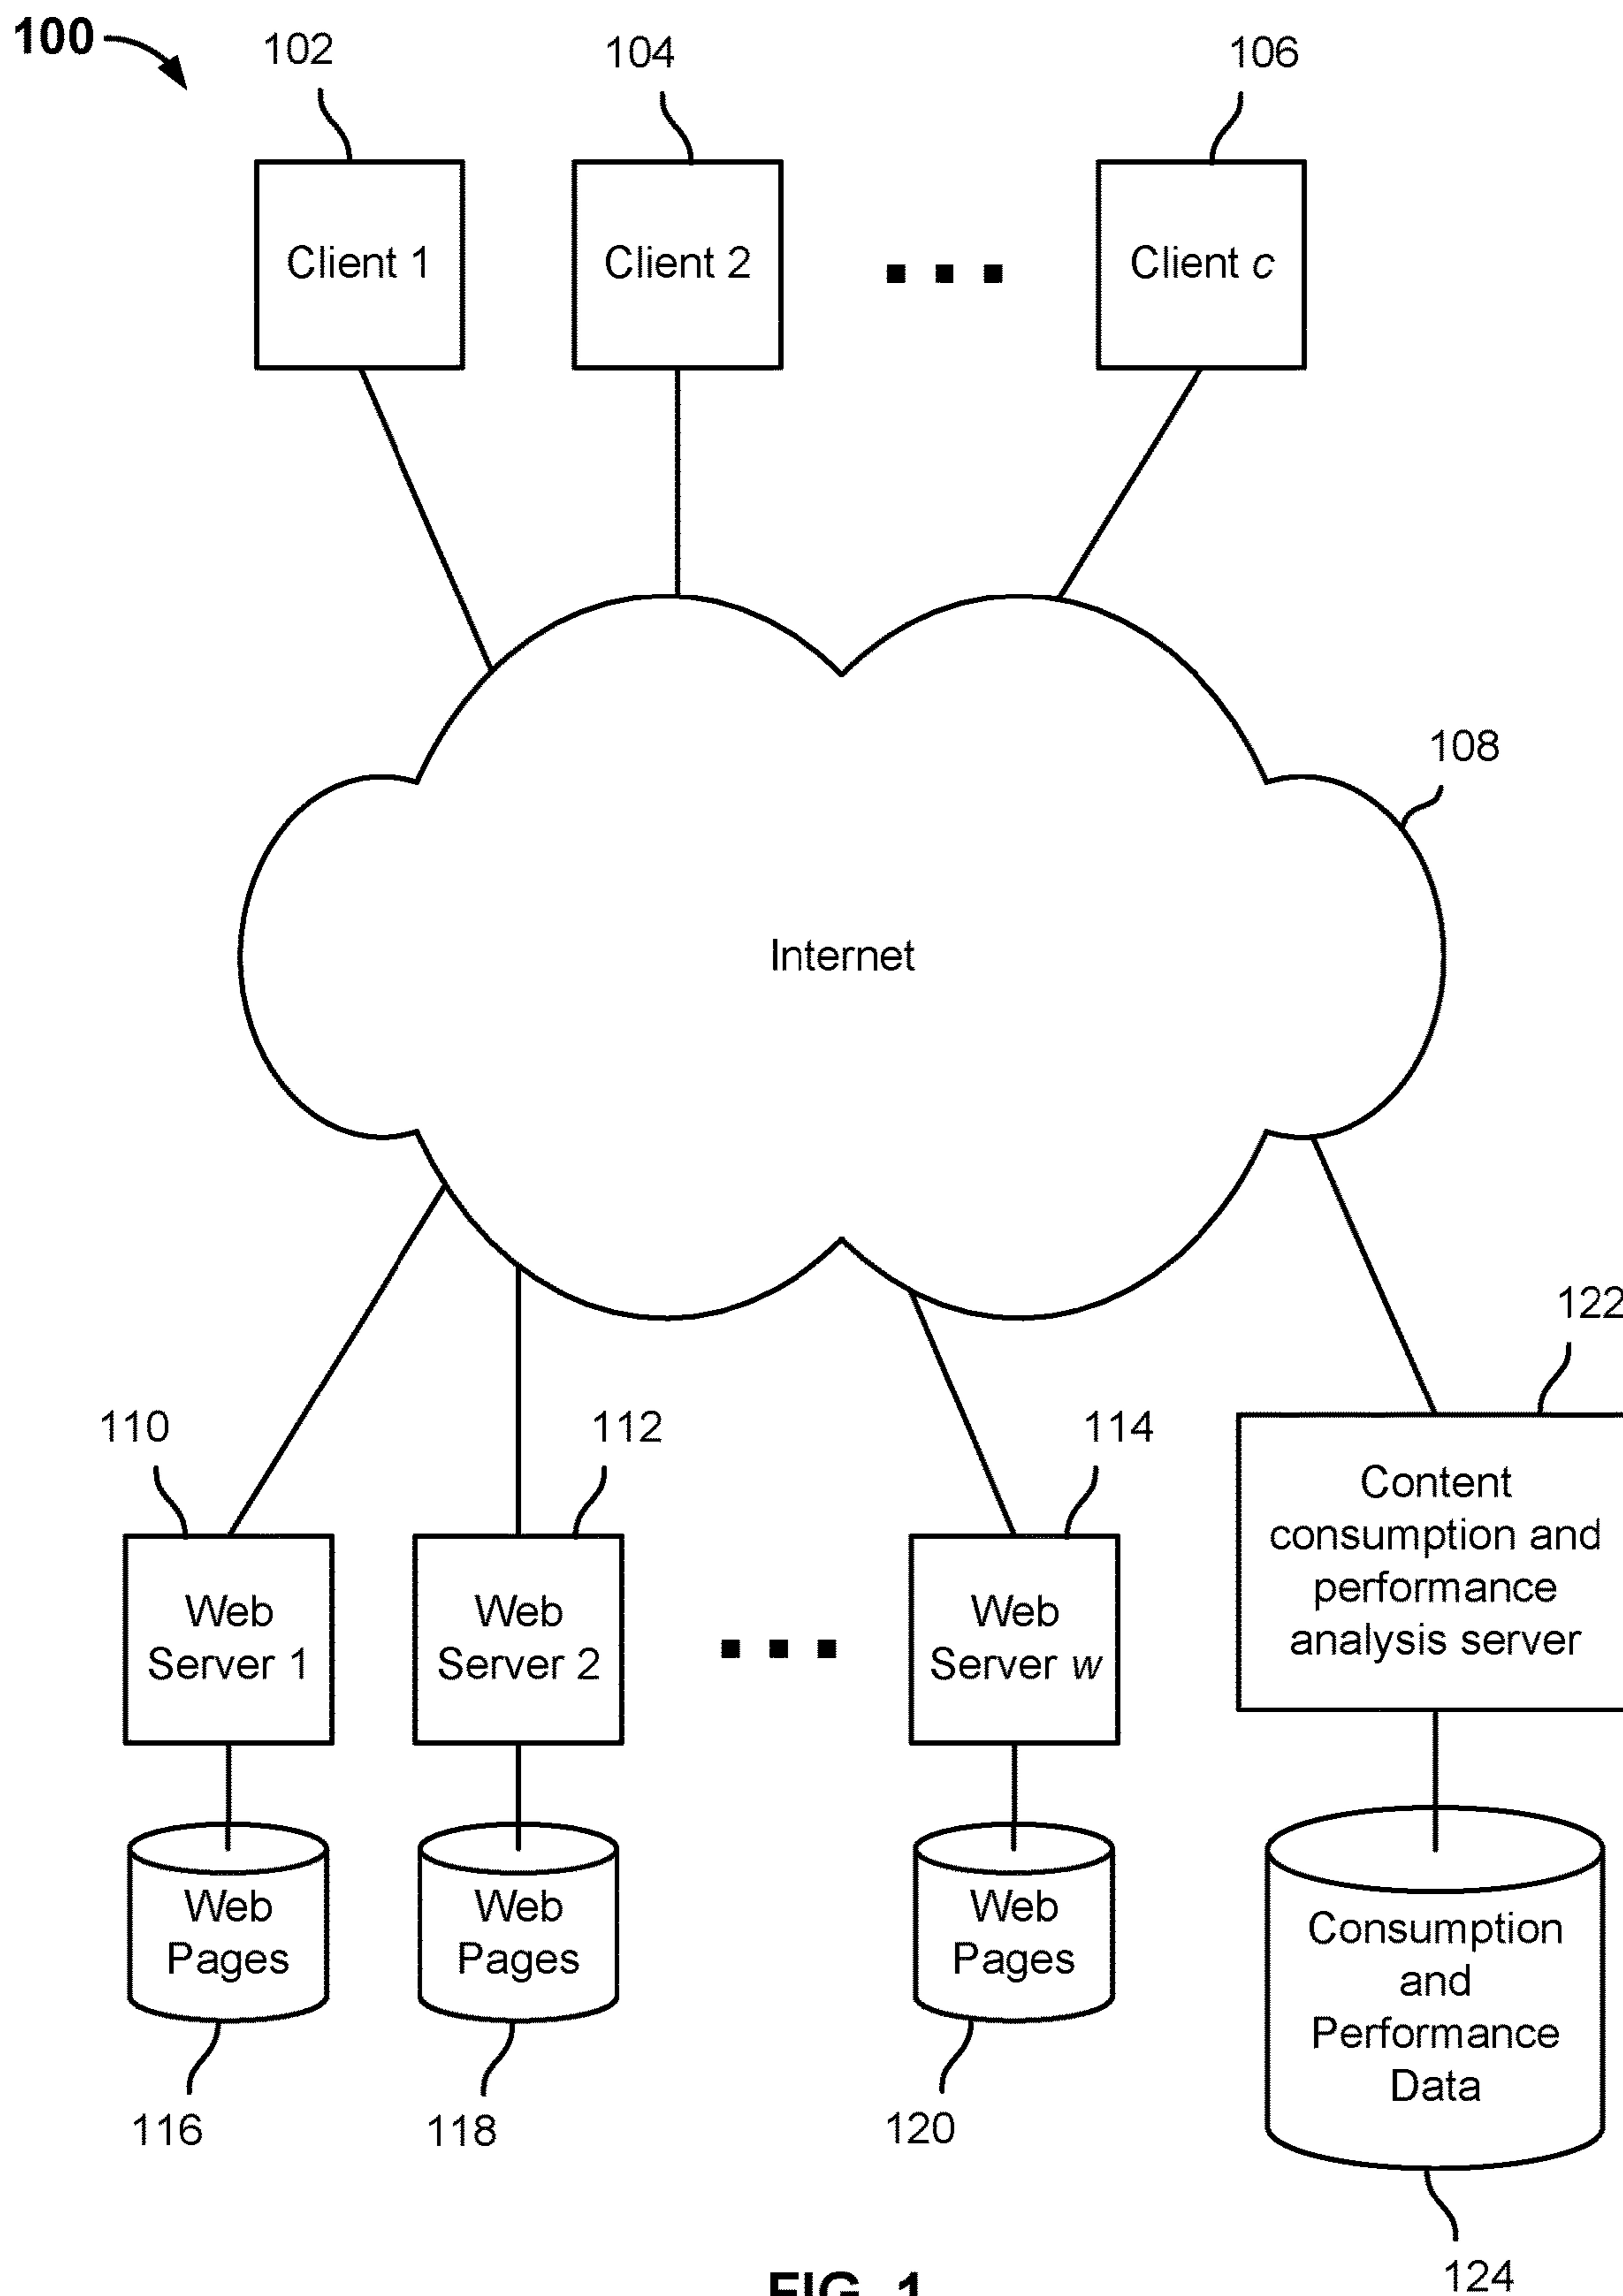 100
102
104
106
Client 1
Client 2
Client c
108
Internet
122
110
112
114
Content
consumption and
performance
analysis server
Web
Server 1
Web
Server 2
Web
Server w
Web
Pages
Web
Pages
Web
Pages
Consumption
and
Performance
Data
116
118
120
124
FIG. 1